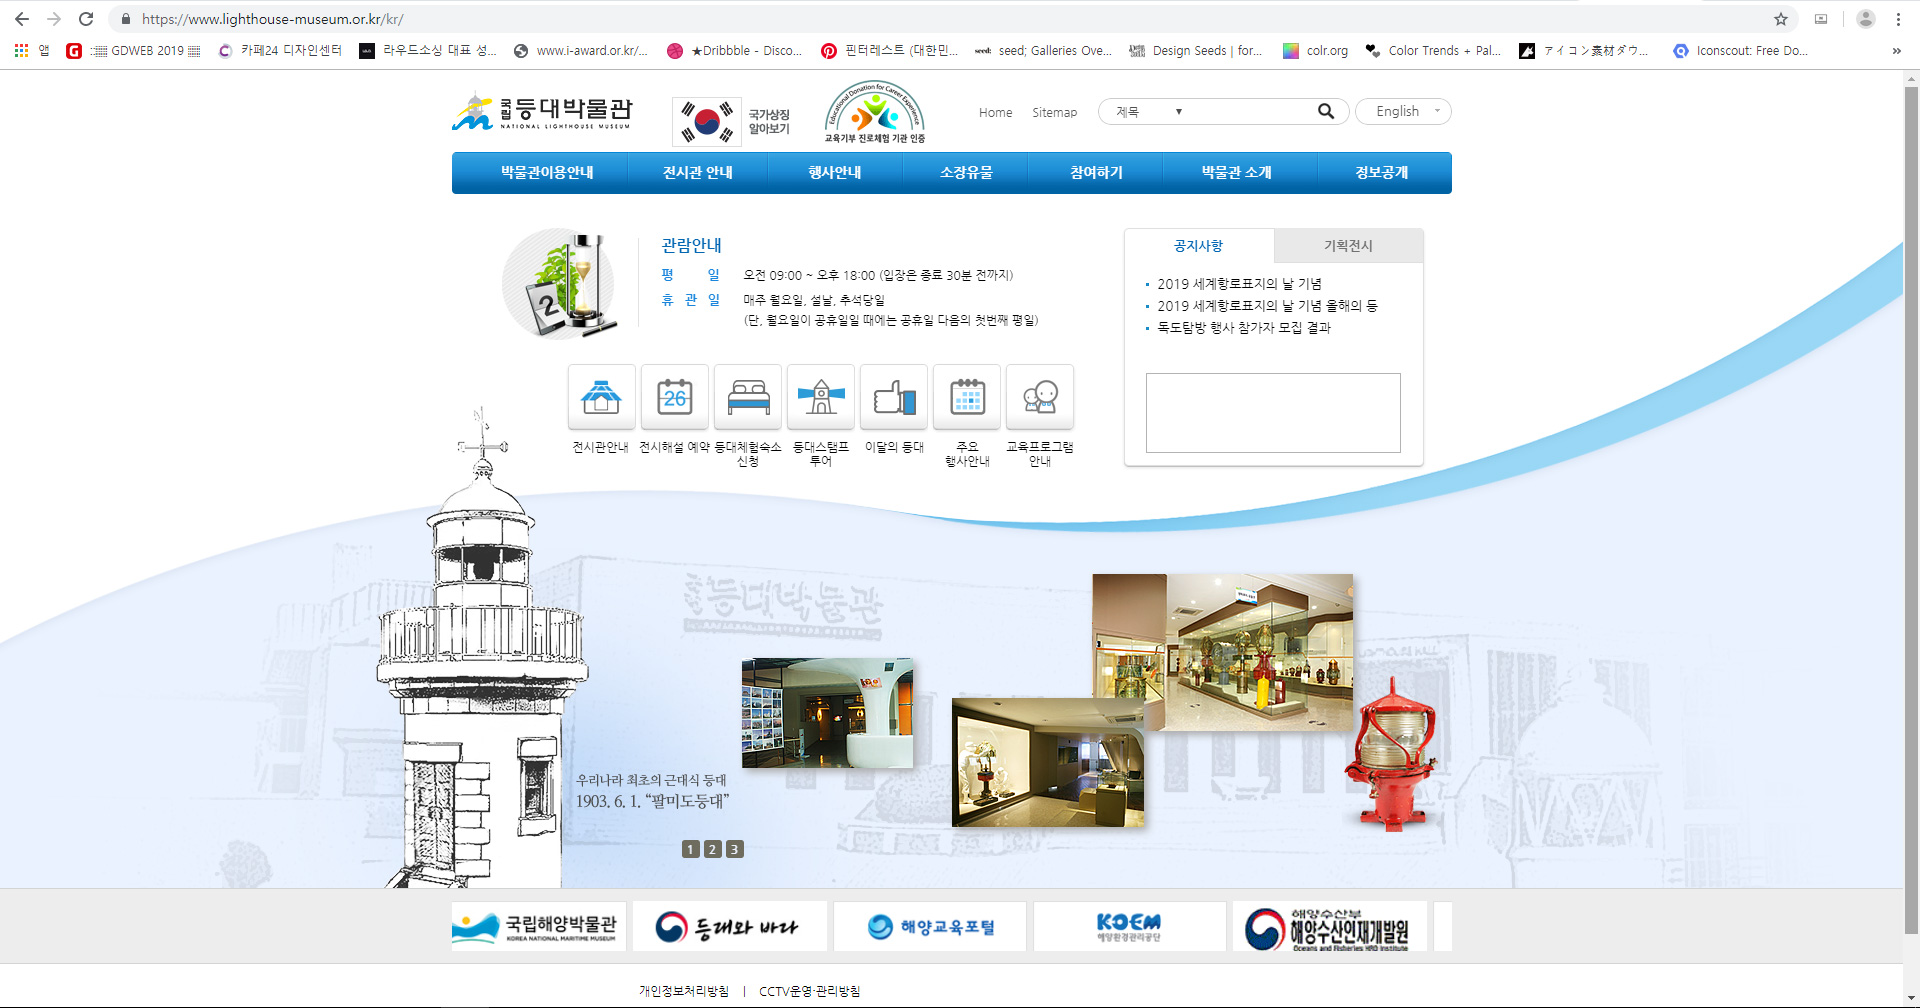 https://www.lighthouse-museum.or.kr/kr/
앱
GDWEB 2019
카페24 디자인센터
라우드소싱 대표 성...
www.i-award.or.kr/...
★Dribbble - Disco...
핀터레스트 (대한민...
seed; Galleries Ove...
Design Seeds | for...
colr.org
Color Trends + Pal...
アイコン素材ダウ...
Iconscout: Free Do...
국립 등대박물관
NATIONAL LIGHTHOUSE MUSEUM
국가상징
알아보기
Educational Donation for Career Experience
교육기부 진로체험 기관 인증
Home
Sitemap
제목
English
박물관이용안내
전시관 안내
행사안내
소장유물
참여하기
박물관 소개
정보공개
관람안내
평 일 오전 09:00 ~ 오후 18:00 (입장은 종료 30분 전까지)
휴 관 일 매주 월요일, 설날, 추석당일
(단, 월요일이 공휴일일 때에는 공휴일 다음의 첫번째 평일)
공지사항
기획전시
2019 세계항로표지의 날 기념
2019 세계항로표지의 날 기념 올해의 등
독도탐방 행사 참가자 모집 결과
2
26
전시관안내
전시해설 예약
등대체험숙소
신청
등대스탬프
투어
이달의 등대
주요
행사안내
교육프로그램
안내
국립등대박물관
우리나라 최초의 근대식 등대
1903. 6. 1. “팔미도등대”
1 2 3
국립해양박물관
KOREA NATIONAL MARITIME MUSEUM
등대와 바다
해양교육포털
KOEM
해양환경관리공단
해양수산부
해양수산인재개발원
Oceans and Fisheries HRD Institute
개인정보처리방침 | CCTV운영·관리방침